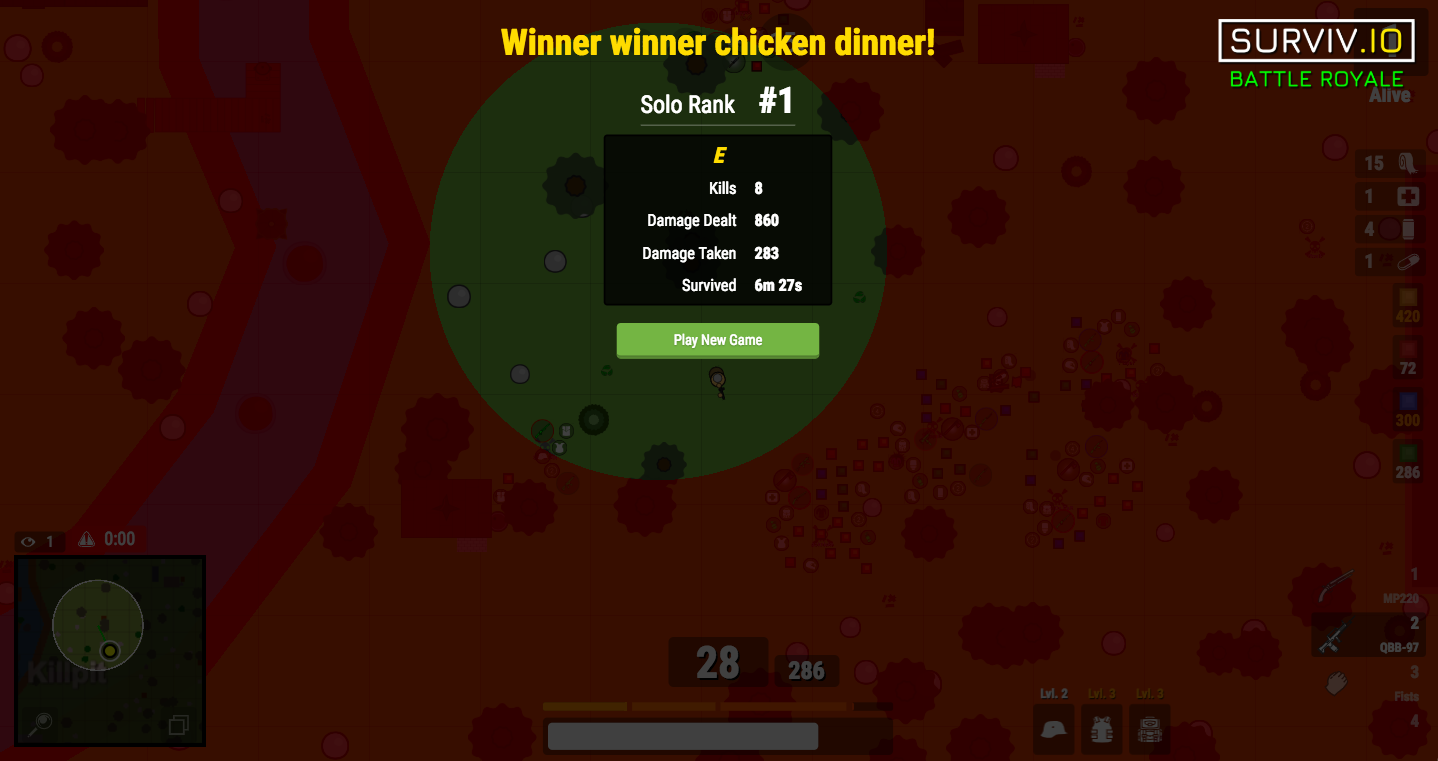 Winner winner chicken dinner!
SURVIV.IO
BATTLE ROYALE
Solo Rank #1
Alive
E
Kills 8
Damage Dealt 860
Damage Taken 283
Survived 6m 27s
Play New Game
15
1
4
1
420
72
300
286
1 0:00
Killpit
28 286
Lvl. 2 Lvl. 3 Lvl. 3
1
MP220
2
QBB-97
3
Fists
4